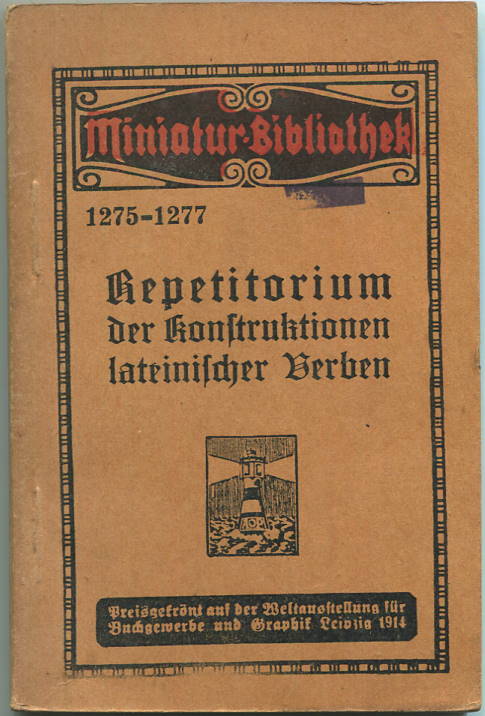 Miniatur-Bibliothek
1275-1277
Repetitorium
der Konstruktionen
lateinischer Verben
AOP
Preisgekrönt auf der Weltausstellung für
Buchgewerbe und Graphik Leipzig 1914